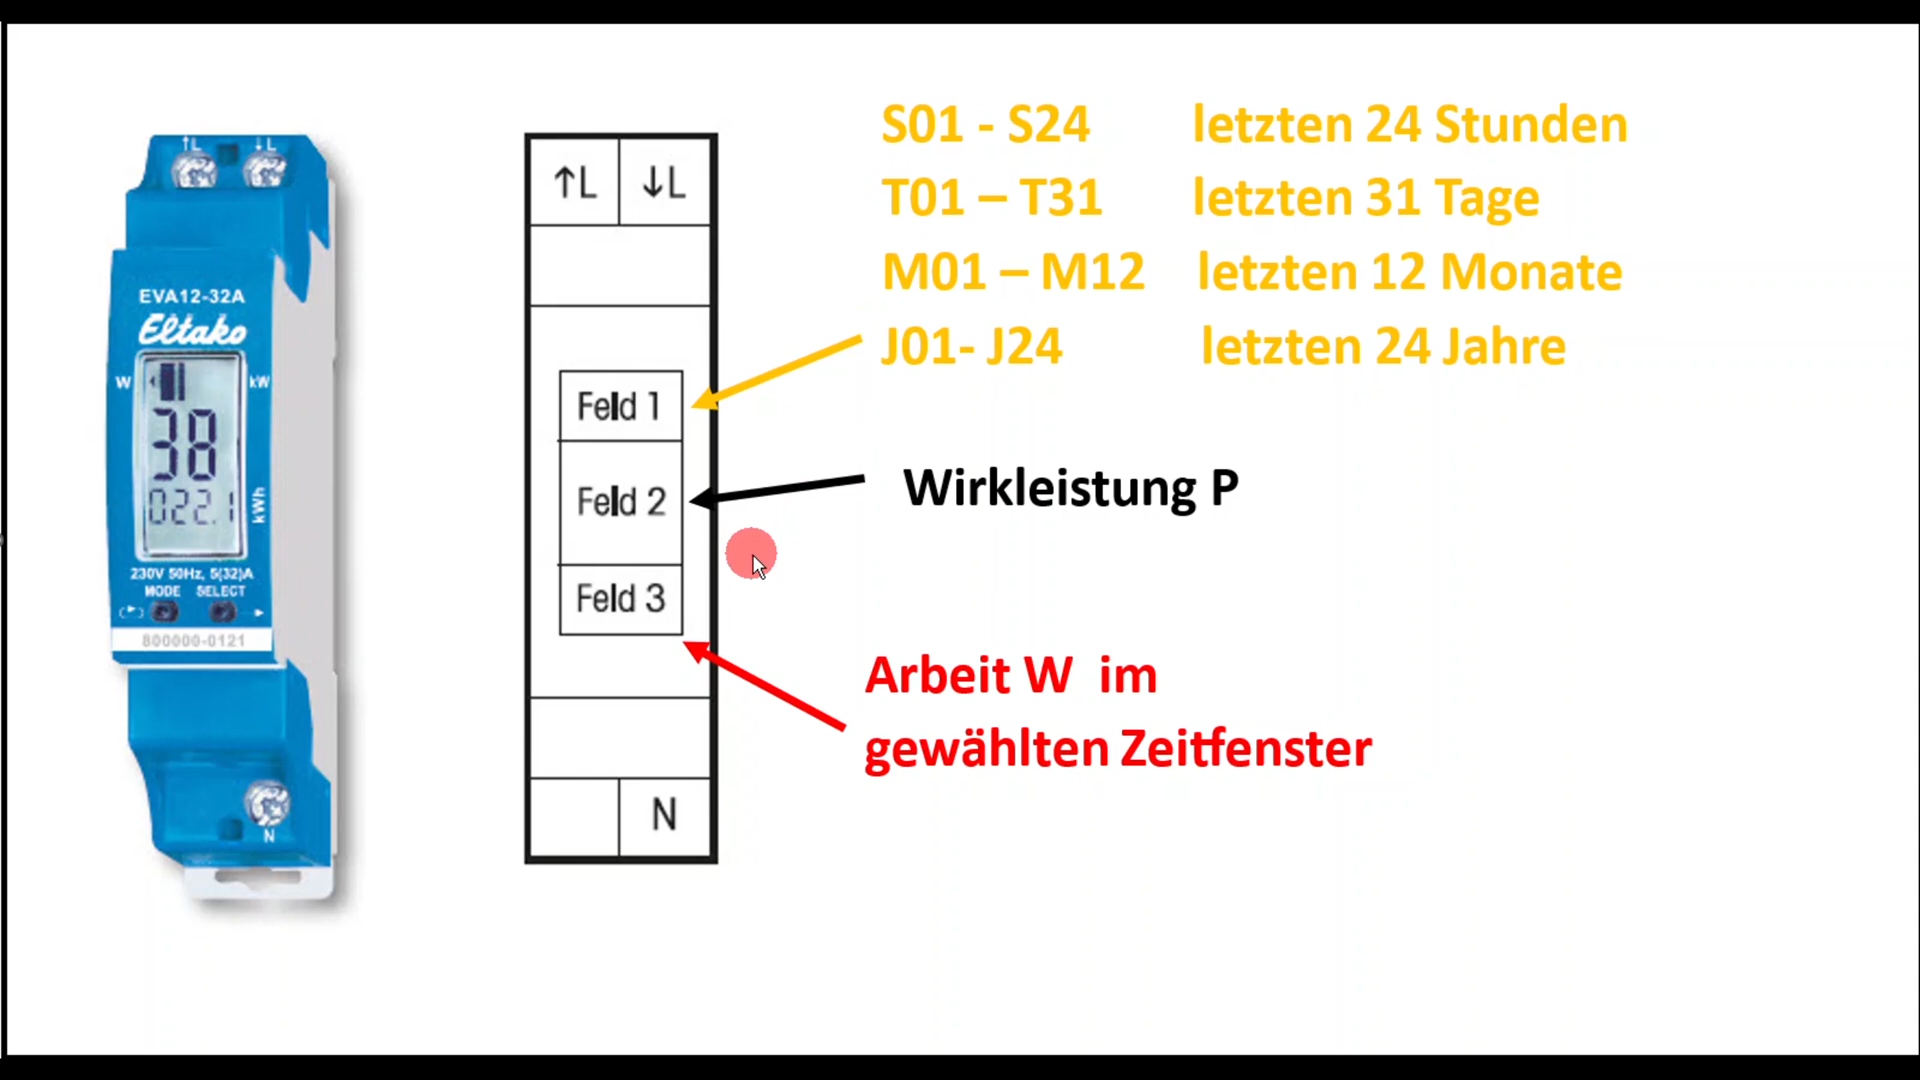 ↑L ↓L
EVA12-32A
Eltako
W kW
38
022.1
kWh
230V 50Hz, 5(32)A
MODE SELECT
800000-0121
N
↑L ↓L
Feld 1
Feld 2
Feld 3
N
S01 - S24 letzten 24 Stunden
T01 – T31 letzten 31 Tage
M01 – M12 letzten 12 Monate
J01- J24 letzten 24 Jahre
Wirkleistung P
Arbeit W im
gewählten Zeitfenster